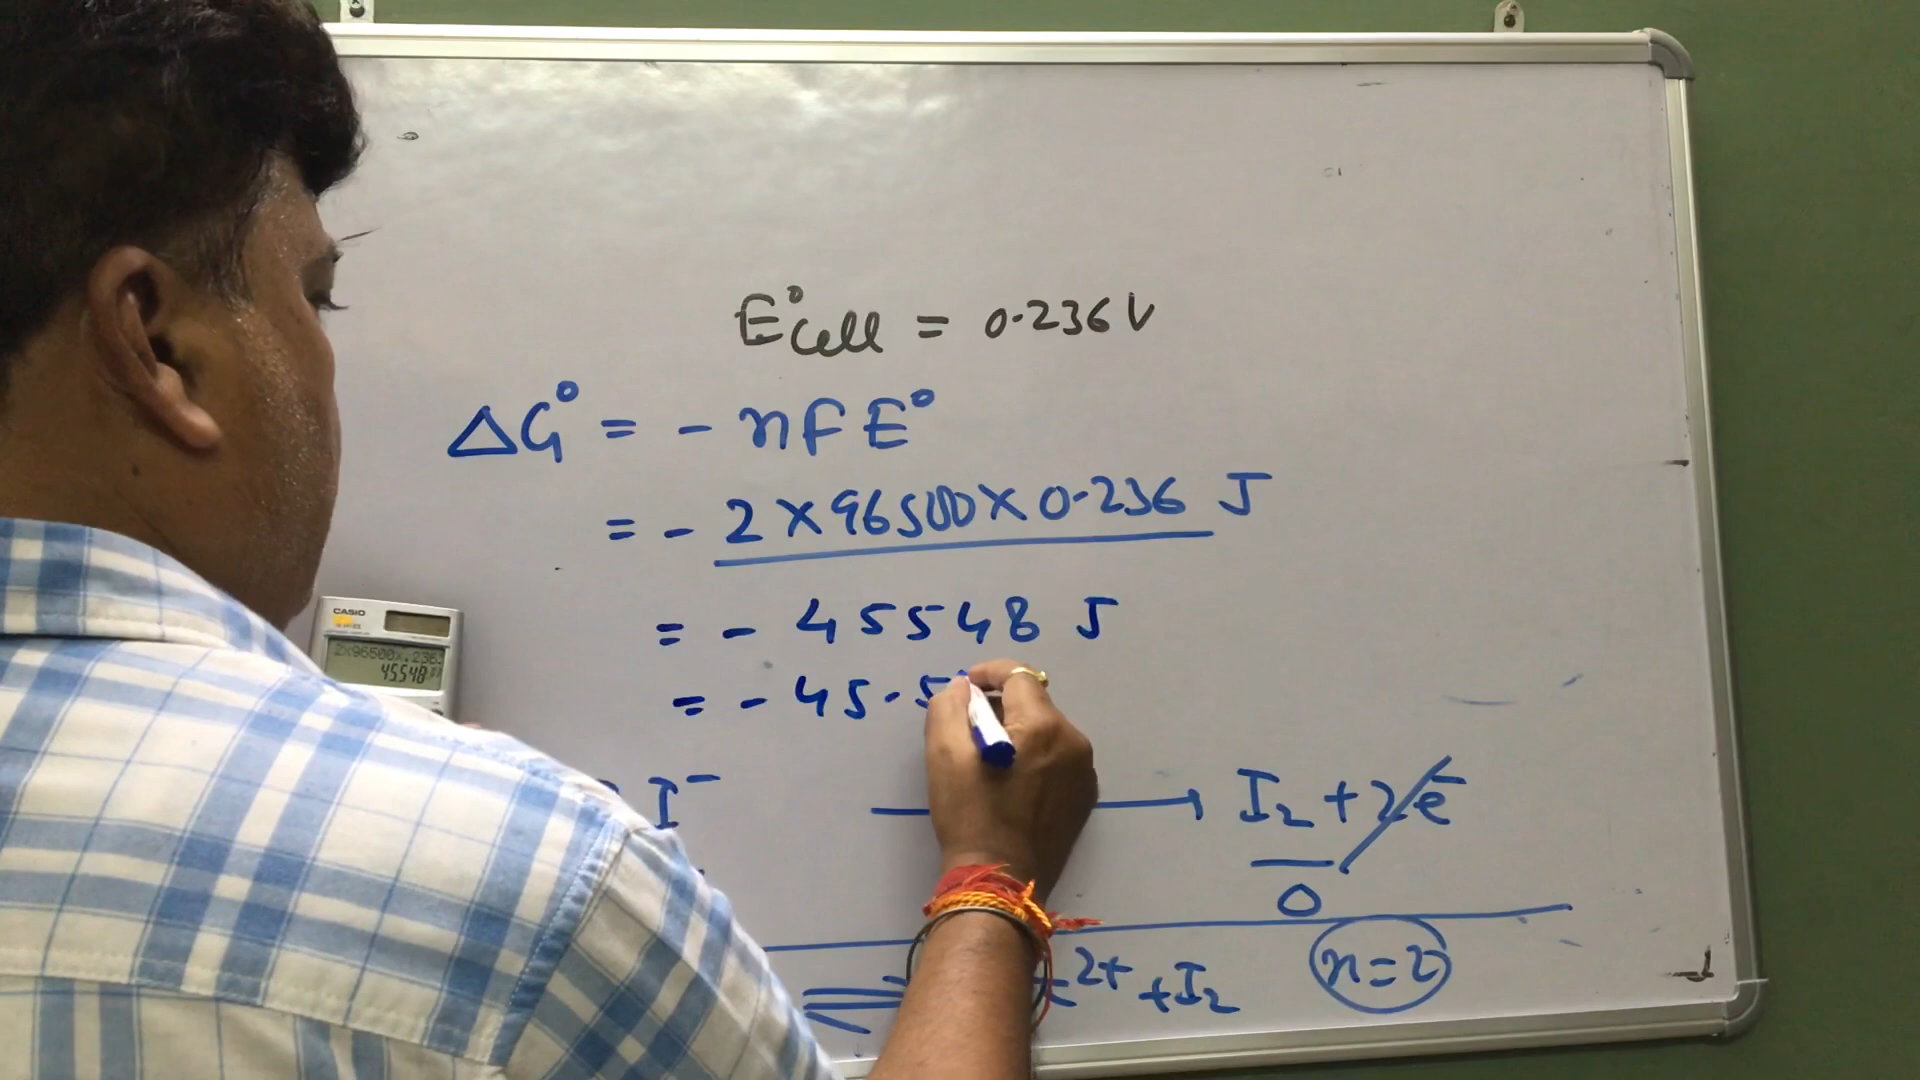 E°cell = 0.236 V
ΔG° = - nFE°
= - 2 × 96500 × 0.236 J
= - 45548 J
= - 45.5
CASIO
2×96500×.236
45548
I⁻ → I₂ + 2e⁻
0
2+ + I₂
n=2